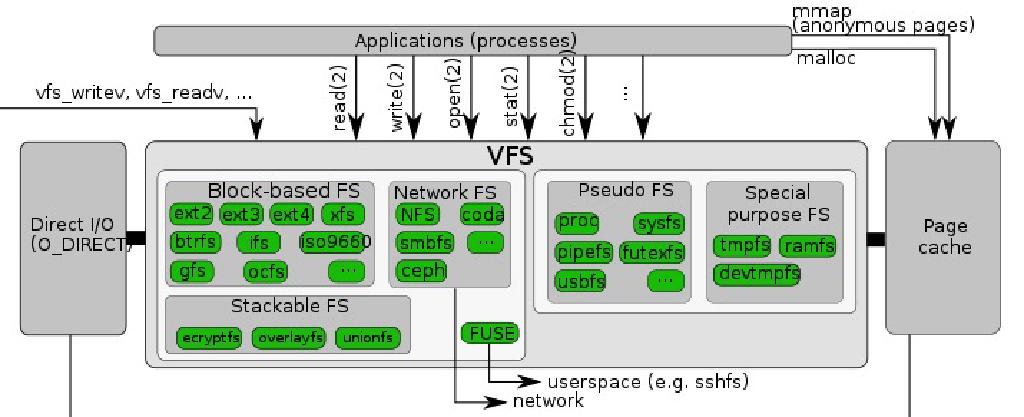 mmap
(anonymous pages)
Applications (processes)
malloc
vfs_writev, vfs_readv, ...
read(2)
write(2)
open(2)
stat(2)
chmod(2)
...
VFS
Direct I/O
(O_DIRECT)
Block-based FS
ext2 ext3 ext4 xfs
btrfs ifs iso9660
gfs ocfs ...
Network FS
NFS coda
smbfs ...
ceph
Pseudo FS
proc sysfs
pipefs futexfs
usbfs ...
Special
purpose FS
tmpfs ramfs
devtmpfs
Page
cache
Stackable FS
ecryptfs overlayfs unionfs
FUSE
userspace (e.g. sshfs)
network